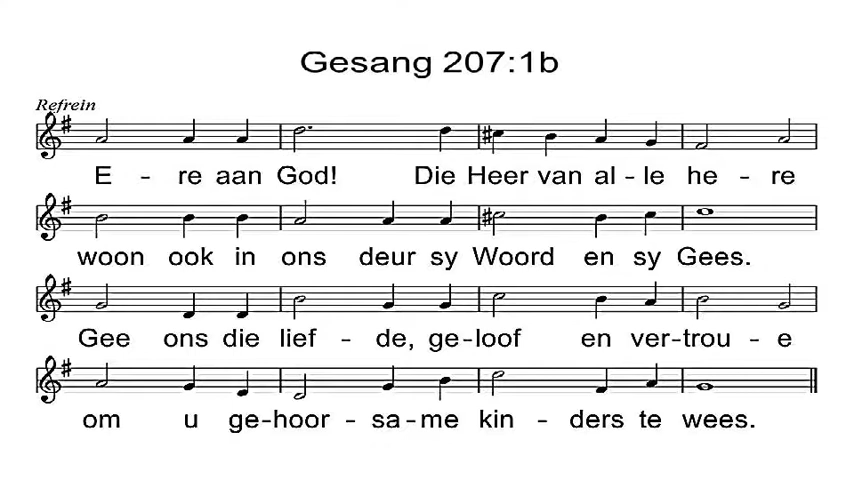 Gesang 207:1b
Refrein
E - re aan God! Die Heer van al - le he - re
woon ook in ons deur sy Woord en sy Gees.
Gee ons die lief - de, ge-loof en ver-trou - e
om u ge-hoor - sa-me kin - ders te wees.